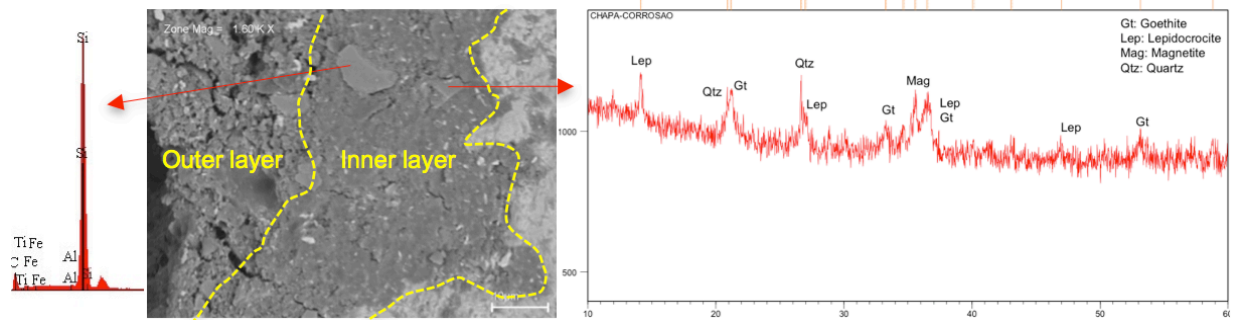 Si
Si
Ti Fe
C Fe
Ti Fe
Al
Al
Si
Zone Mag = 1.60 K X
Outer layer
Inner layer
10µm
CHAPA-CORROSAO
Gt: Goethite
Lep: Lepidocrocite
Mag: Magnetite
Qtz: Quartz
Lep
Qtz
Gt
Qtz
Lep
Gt
Mag
Lep
Gt
Lep
Gt
1000
500
10
20
30
40
50
60